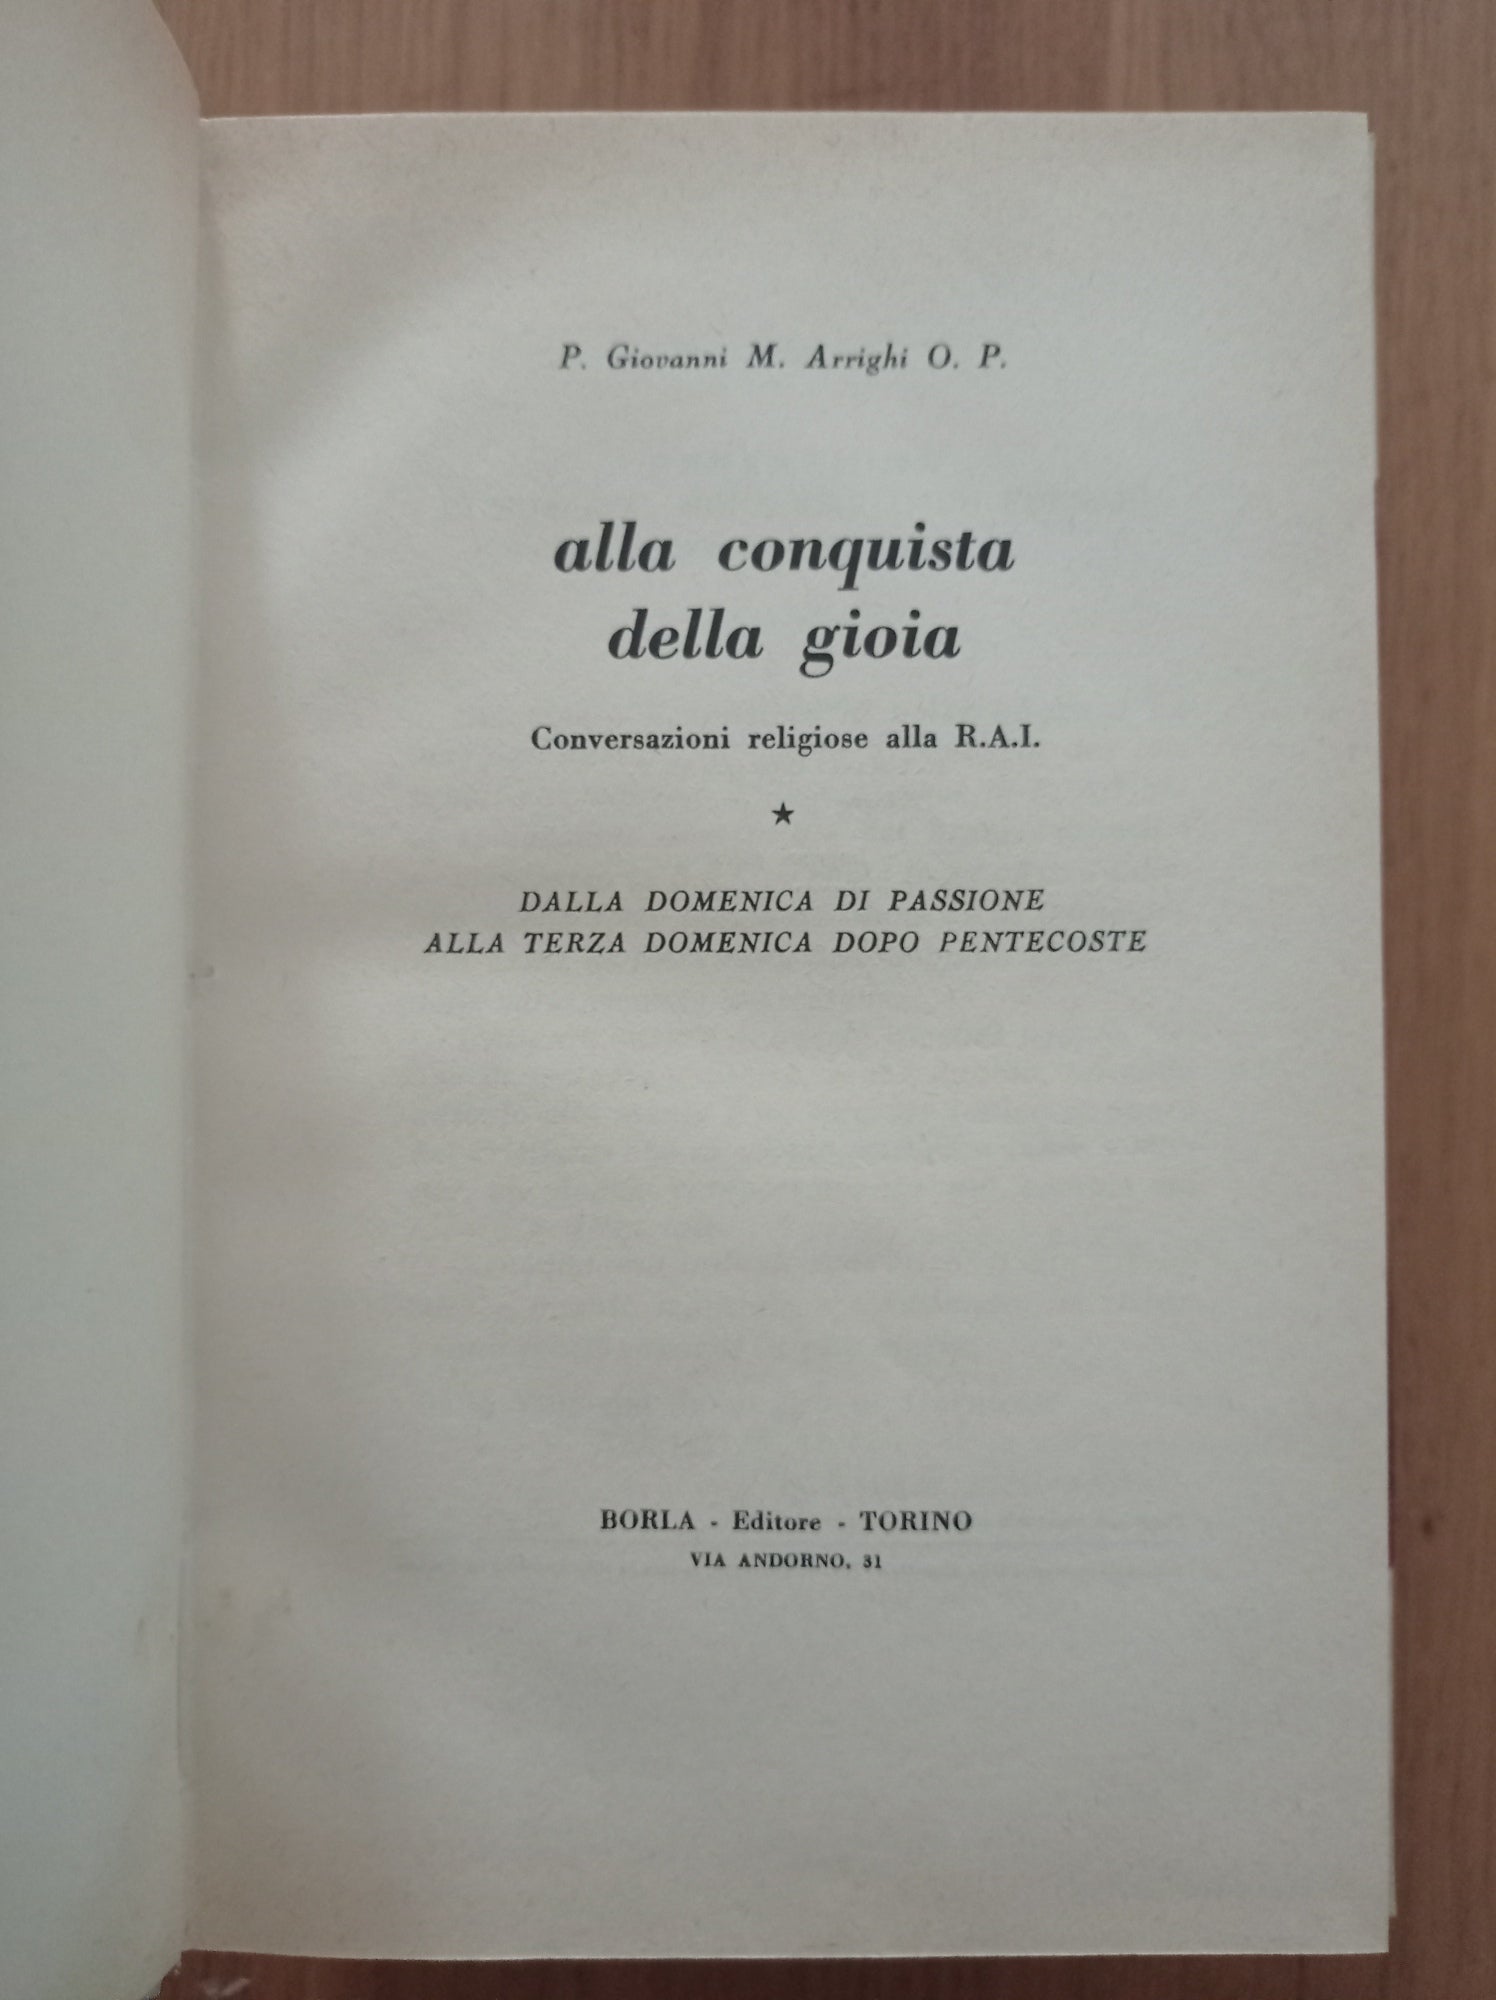 P. Giovanni M. Arrighi O. P.
alla conquista
della gioia
Conversazioni religiose alla R.A.I.
★
DALLA DOMENICA DI PASSIONE
ALLA TERZA DOMENICA DOPO PENTECOSTE
BORLA - Editore - TORINO
VIA ANDORNO, 31